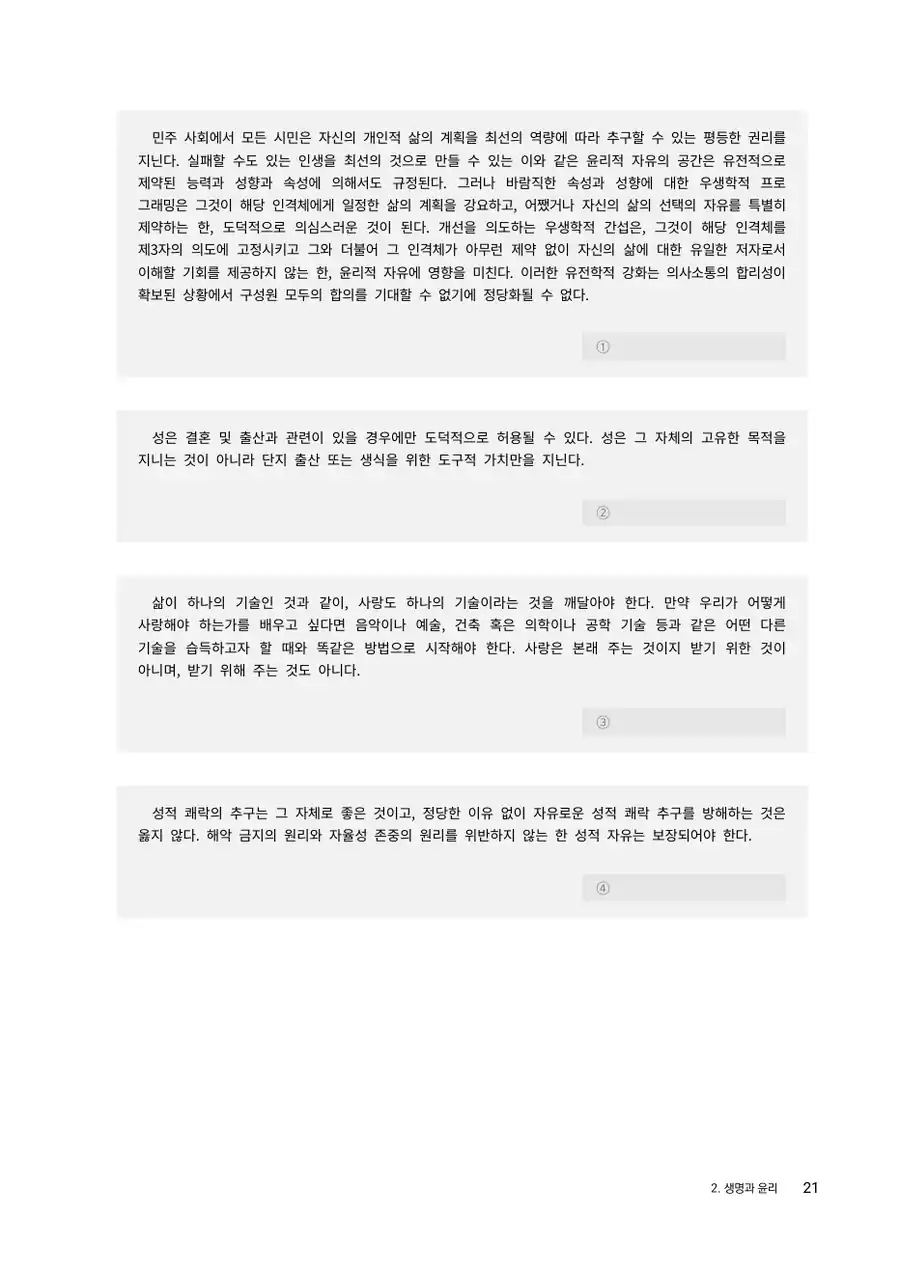 민주 사회에서 모든 시민은 자신의 개인적 삶의 계획을 최선의 역량에 따라 추구할 수 있는 평등한 권리를
지닌다. 실패할 수도 있는 인생을 최선의 것으로 만들 수 있는 이와 같은 윤리적 자유의 공간은 유전적으로
제약된 능력과 성향과 속성에 의해서도 규정된다. 그러나 바람직한 속성과 성향에 대한 우생학적 프로
그래밍은 그것이 해당 인격체에게 일정한 삶의 계획을 강요하고, 어쨌거나 자신의 삶의 선택의 자유를 특별히
제약하는 한, 도덕적으로 의심스러운 것이 된다. 개선을 의도하는 우생학적 간섭은, 그것이 해당 인격체를
제3자의 의도에 고정시키고 그와 더불어 그 인격체가 아무런 제약 없이 자신의 삶에 대한 유일한 저자로서
이해할 기회를 제공하지 않는 한, 윤리적 자유에 영향을 미친다. 이러한 유전학적 강화는 의사소통의 합리성이
확보된 상황에서 구성원 모두의 합의를 기대할 수 없기에 정당화될 수 없다.
①
성은 결혼 및 출산과 관련이 있을 경우에만 도덕적으로 허용될 수 있다. 성은 그 자체의 고유한 목적을
지니는 것이 아니라 단지 출산 또는 생식을 위한 도구적 가치만을 지닌다.
②
삶이 하나의 기술인 것과 같이, 사랑도 하나의 기술이라는 것을 깨달아야 한다. 만약 우리가 어떻게
사랑해야 하는가를 배우고 싶다면 음악이나 예술, 건축 혹은 의학이나 공학 기술 등과 같은 어떤 다른
기술을 습득하고자 할 때와 똑같은 방법으로 시작해야 한다. 사랑은 본래 주는 것이지 받기 위한 것이
아니며, 받기 위해 주는 것도 아니다.
③
성적 쾌락의 추구는 그 자체로 좋은 것이고, 정당한 이유 없이 자유로운 성적 쾌락 추구를 방해하는 것은
옳지 않다. 해악 금지의 원리와 자율성 존중의 원리를 위반하지 않는 한 성적 자유는 보장되어야 한다.
④
2. 생명과 윤리 21